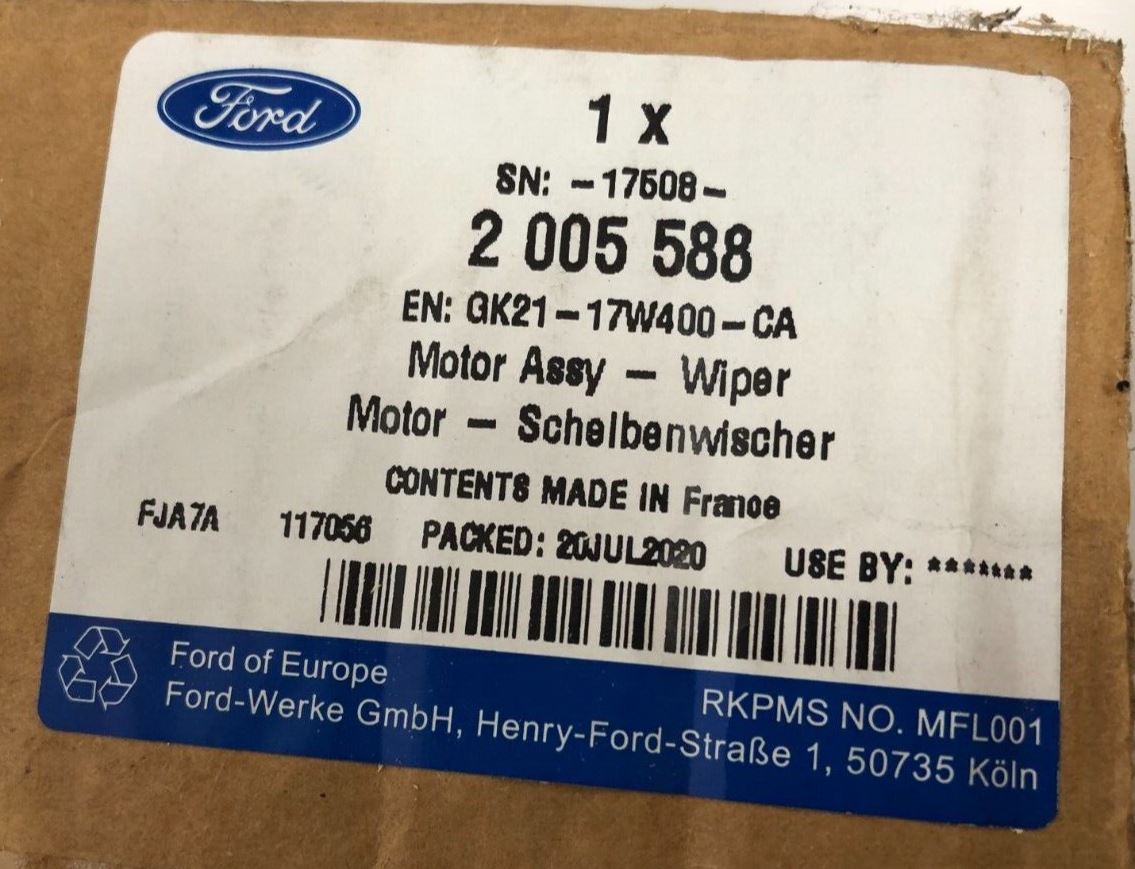 Ford
1 x
SN: -17508-
2 005 588
EN: GK21-17W400-CA
Motor Assy - Wiper
Motor - Scheibenwischer
CONTENTS MADE IN France
FJA7A 117056 PACKED: 20JUL2020 USE BY: *******
Ford of Europe
RKPMS NO. MFL001
Ford-Werke GmbH, Henry-Ford-Straße 1, 50735 Köln